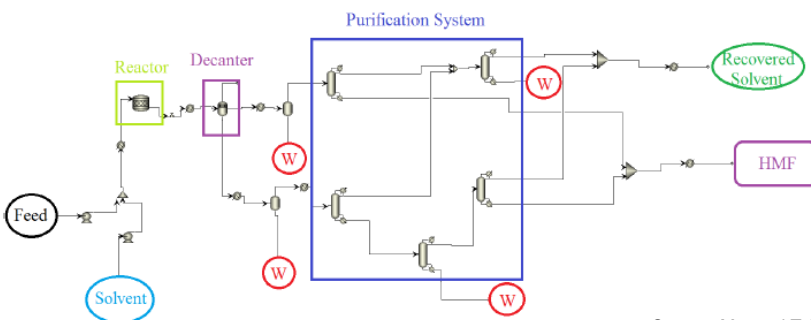 Purification System
Reactor
Decanter
Recovered
Solvent
W
W
HMF
Feed
W
Solvent
W